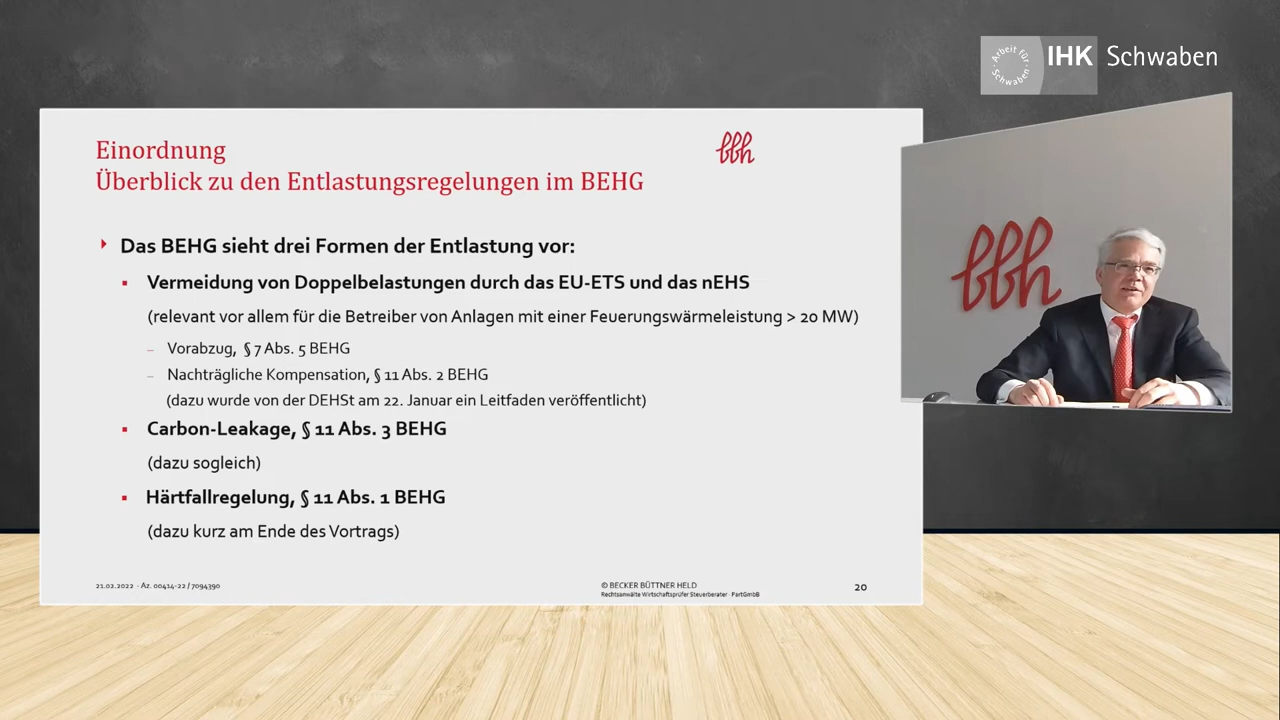 Arbeit für Schwaben
IHK Schwaben
Einordnung
Überblick zu den Entlastungsregelungen im BEHG
bbh
Das BEHG sieht drei Formen der Entlastung vor:
Vermeidung von Doppelbelastungen durch das EU-ETS und das nEHS
(relevant vor allem für die Betreiber von Anlagen mit einer Feuerungswärmeleistung > 20 MW)
– Vorabzug, § 7 Abs. 5 BEHG
– Nachträgliche Kompensation, § 11 Abs. 2 BEHG
(dazu wurde von der DEHSt am 22. Januar ein Leitfaden veröffentlicht)
Carbon-Leakage, § 11 Abs. 3 BEHG
(dazu sogleich)
Härtfallregelung, § 11 Abs. 1 BEHG
(dazu kurz am Ende des Vortrags)
21.02.2022 · Az. 00414-22 / 7094390
© BECKER BÜTTNER HELD
Rechtsanwälte Wirtschaftsprüfer Steuerberater · PartGmbB
20
bbh